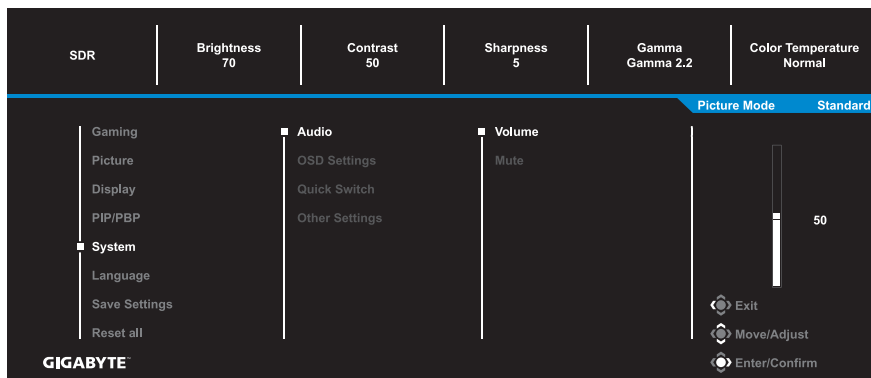 SDR
Brightness
70
Contrast
50
Sharpness
5
Gamma
Gamma 2.2
Color Temperature
Normal
Picture Mode Standard
Gaming
Picture
Display
PIP/PBP
System
Language
Save Settings
Reset all
Audio
OSD Settings
Quick Switch
Other Settings
Volume
Mute
50
Exit
Move/Adjust
Enter/Confirm
GIGABYTE™